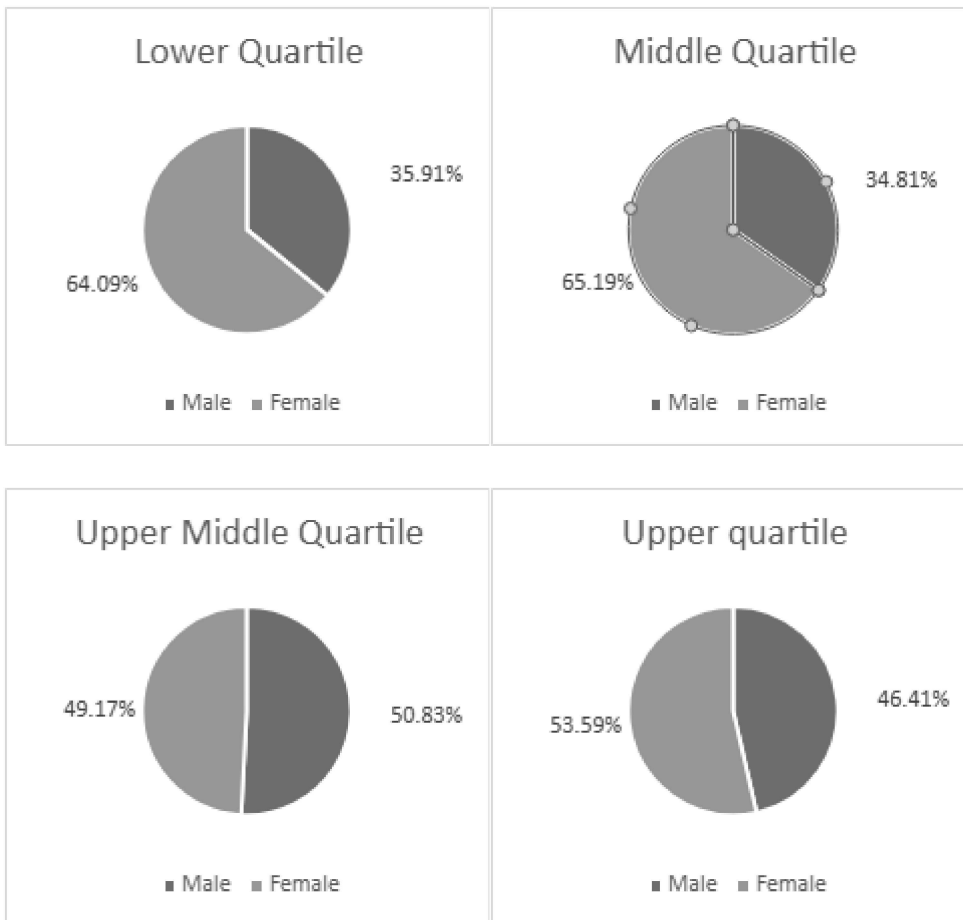 Lower Quartile
35.91%
64.09%
Male Female
Middle Quartile
34.81%
65.19%
Male Female
Upper Middle Quartile
49.17%
50.83%
Male Female
Upper quartile
46.41%
53.59%
Male Female